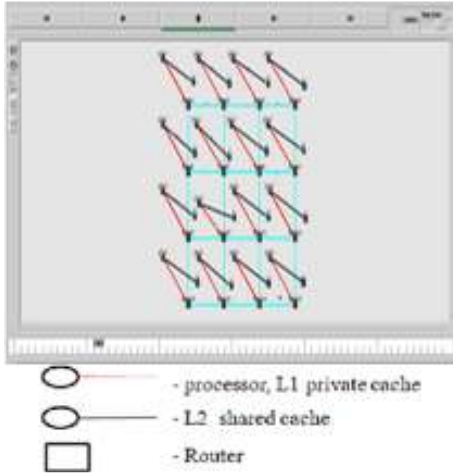 - processor, L1 private cache
- L2 shared cache
- Router